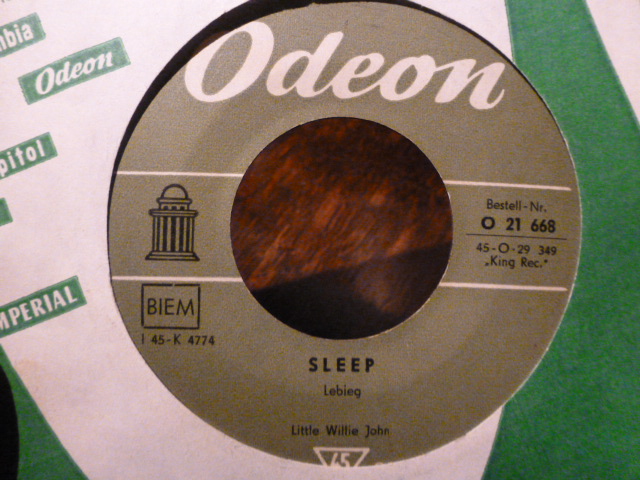 mbia
Odeon
pitol
MPERIAL
Odeon
Bestell-Nr.
O 21 668
45-O-29 349
„King Rec."
BIEM
I 45-K 4774
SLEEP
Lebieg
Little Willie John
45